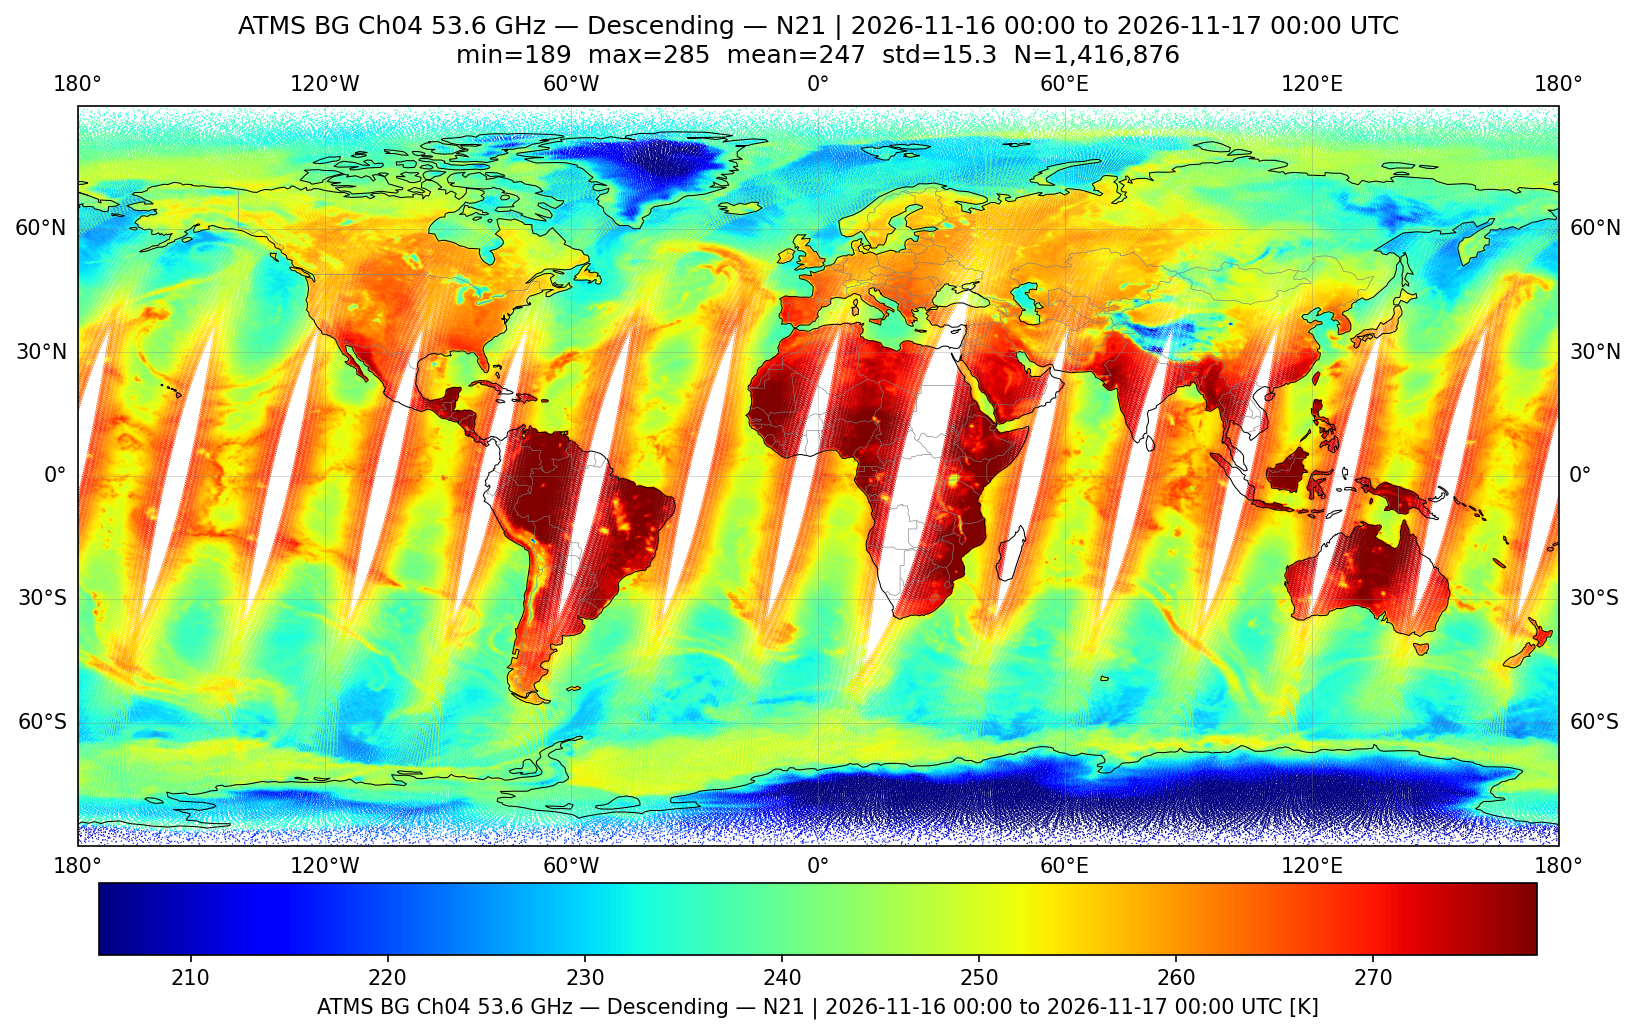 ATMS BG Ch04 53.6 GHz — Descending — N21 | 2026-11-16 00:00 to 2026-11-17 00:00 UTC
min=189 max=285 mean=247 std=15.3 N=1,416,876
180° 120°W 60°W 0° 60°E 120°E 180°
60°N 60°N
30°N 30°N
0° 0°
30°S 30°S
60°S 60°S
180° 120°W 60°W 0° 60°E 120°E 180°
210 220 230 240 250 260 270
ATMS BG Ch04 53.6 GHz — Descending — N21 | 2026-11-16 00:00 to 2026-11-17 00:00 UTC [K]